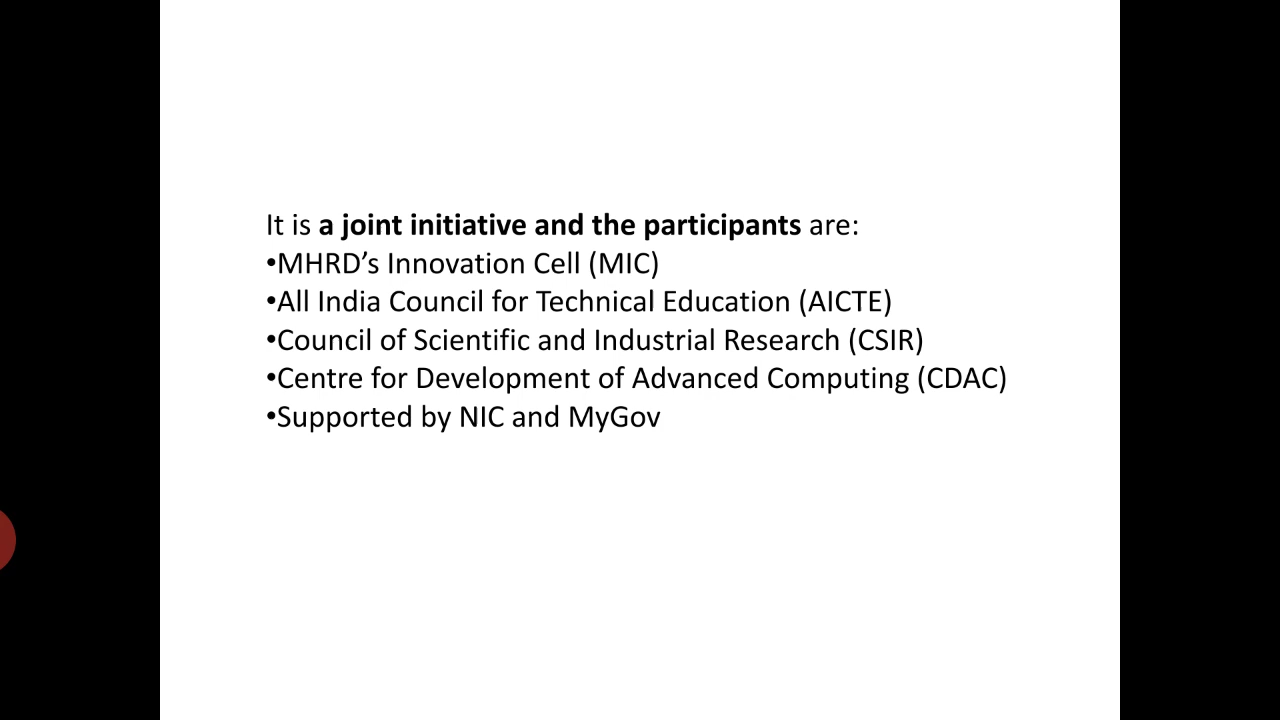 It is a joint initiative and the participants are:
•MHRD’s Innovation Cell (MIC)
•All India Council for Technical Education (AICTE)
•Council of Scientific and Industrial Research (CSIR)
•Centre for Development of Advanced Computing (CDAC)
•Supported by NIC and MyGov